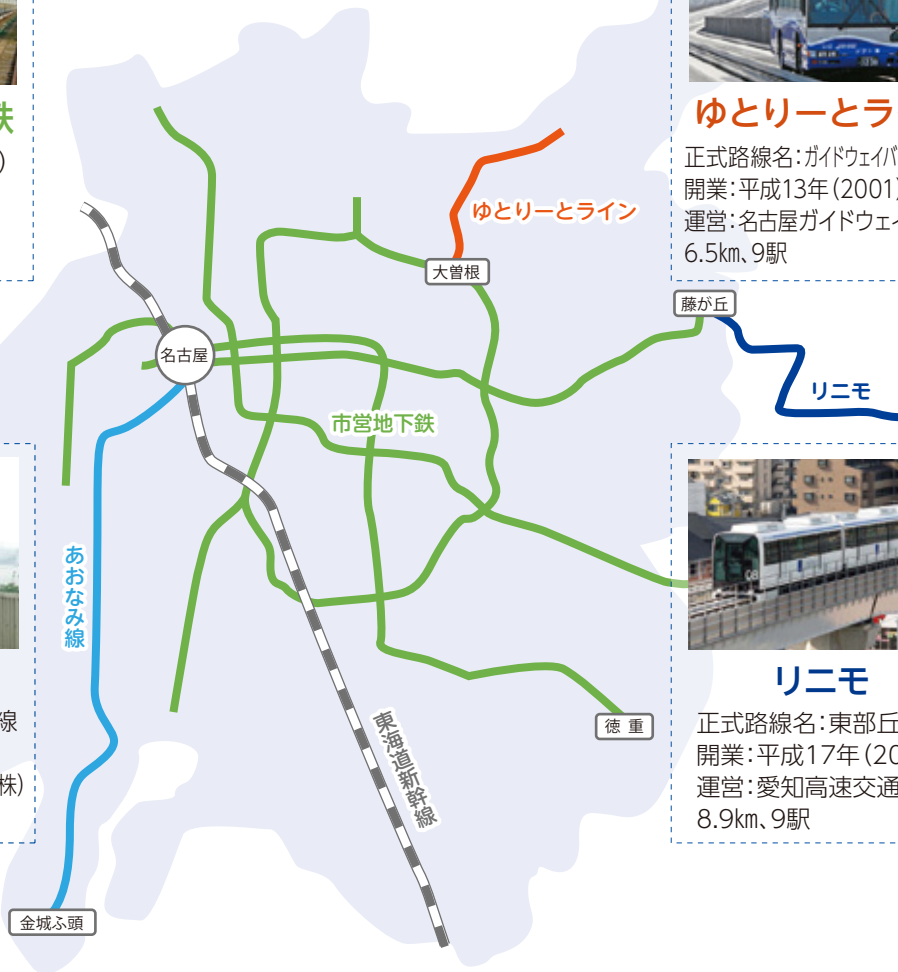 鉄
)
ゆとりーとラ
正式路線名:ガイドウェイバ
開業:平成13年(2001)
運営:名古屋ガイドウェイ
6.5km、9駅
ゆとりーとライン
大曽根
藤が丘
名古屋
リニモ
市営地下鉄
あおなみ線
08
リニモ
正式路線名:東部丘
開業:平成17年(20
運営:愛知高速交通
8.9km、9駅
線
株)
徳重
東海道新幹線
金城ふ頭